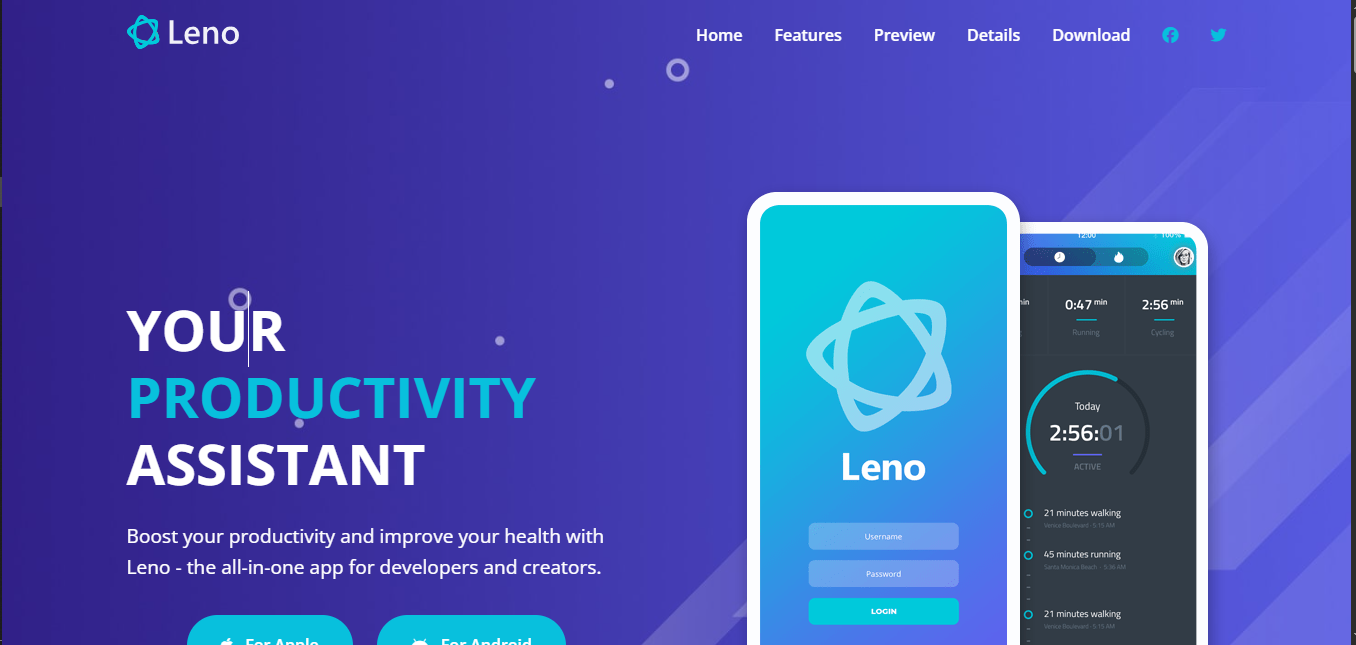 Leno
Home Features Preview Details Download
YOUR
PRODUCTIVITY
ASSISTANT
Boost your productivity and improve your health with
Leno - the all-in-one app for developers and creators.
For Apple For Android
Leno
Username
Password
LOGIN
12:00 100%
min 0:47 min 2:56 min
Running Cycling
Today
2:56:01
ACTIVE
21 minutes walking
Venice Boulevard - 5:15 AM
45 minutes running
Santa Monica Beach - 5:36 AM
21 minutes walking
Venice Boulevard - 5:15 AM